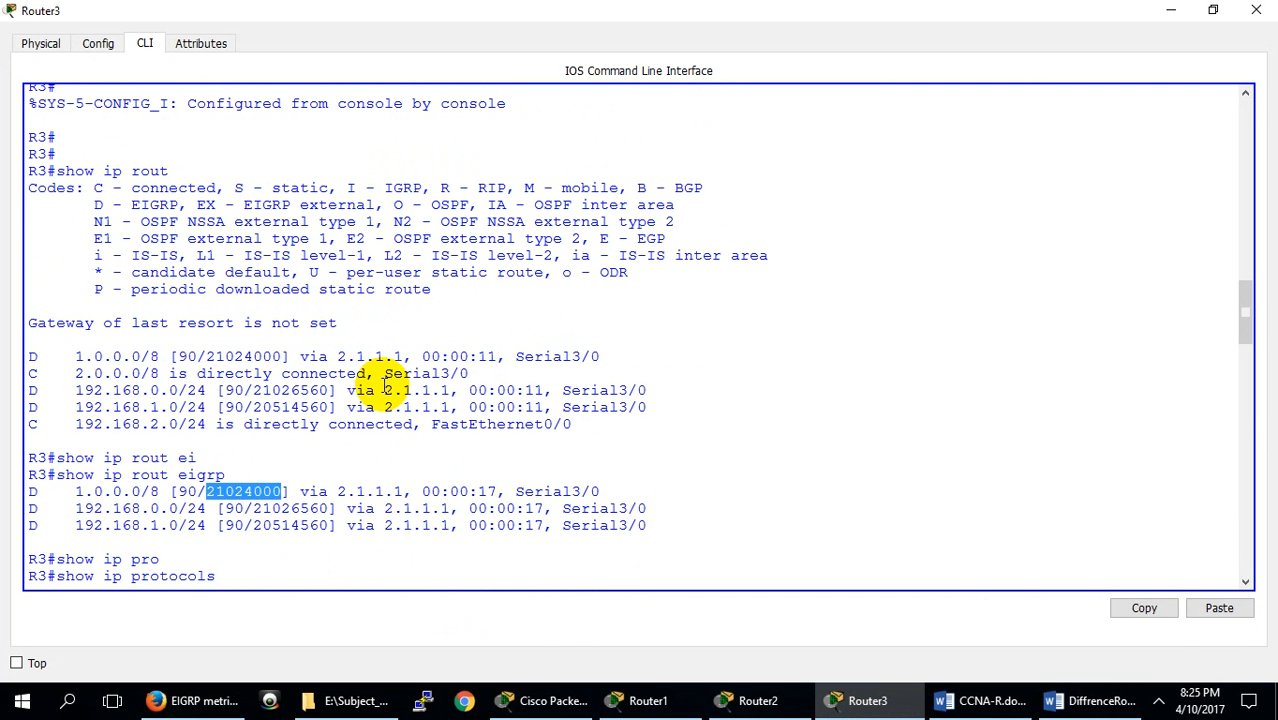 Router3
Physical Config CLI Attributes
IOS Command Line Interface
R3#
%SYS-5-CONFIG_I: Configured from console by console
R3#
R3#
R3#show ip rout
Codes: C - connected, S - static, I - IGRP, R - RIP, M - mobile, B - BGP
D - EIGRP, EX - EIGRP external, O - OSPF, IA - OSPF inter area
N1 - OSPF NSSA external type 1, N2 - OSPF NSSA external type 2
E1 - OSPF external type 1, E2 - OSPF external type 2, E - EGP
i - IS-IS, L1 - IS-IS level-1, L2 - IS-IS level-2, ia - IS-IS inter area
* - candidate default, U - per-user static route, o - ODR
P - periodic downloaded static route
Gateway of last resort is not set
D 1.0.0.0/8 [90/21024000] via 2.1.1.1, 00:00:11, Serial3/0
C 2.0.0.0/8 is directly connected, Serial3/0
D 192.168.0.0/24 [90/21026560] via 2.1.1.1, 00:00:11, Serial3/0
D 192.168.1.0/24 [90/20514560] via 2.1.1.1, 00:00:11, Serial3/0
C 192.168.2.0/24 is directly connected, FastEthernet0/0
R3#show ip rout ei
R3#show ip rout eigrp
D 1.0.0.0/8 [90/21024000] via 2.1.1.1, 00:00:17, Serial3/0
D 192.168.0.0/24 [90/21026560] via 2.1.1.1, 00:00:17, Serial3/0
D 192.168.1.0/24 [90/20514560] via 2.1.1.1, 00:00:17, Serial3/0
R3#show ip pro
R3#show ip protocols
Copy Paste
Top
EIGRP metri... E:\Subject_... Cisco Packe... Router1 Router2 Router3 CCNA-R.do... DiffrenceRo... 8:25 PM
4/10/2017